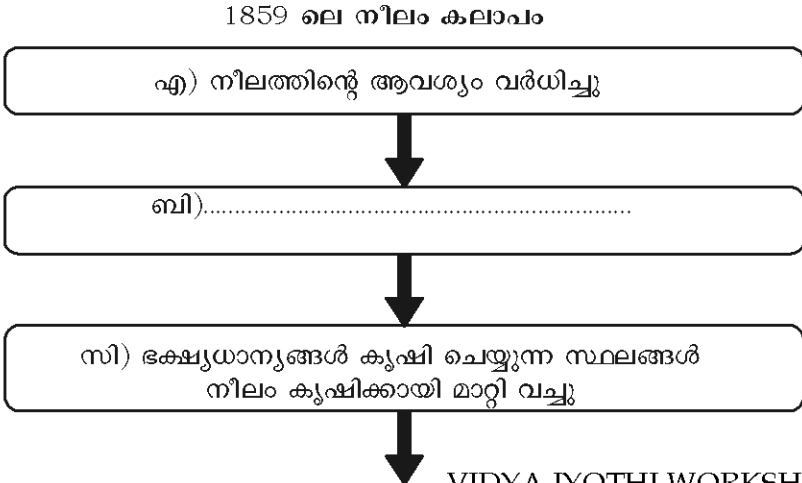 1859 ലെ നീലം കലാപം
എ) നീലത്തിന്റെ ആവശ്യം വർധിച്ചു
ബി).....................................................................
സി) ഭക്ഷ്യധാന്യങ്ങൾ കൃഷി ചെയ്യുന്ന സ്ഥലങ്ങൾ
നീലം കൃഷിക്കായി മാറ്റി വച്ചു
VIDYA JYOTHI WORKSH